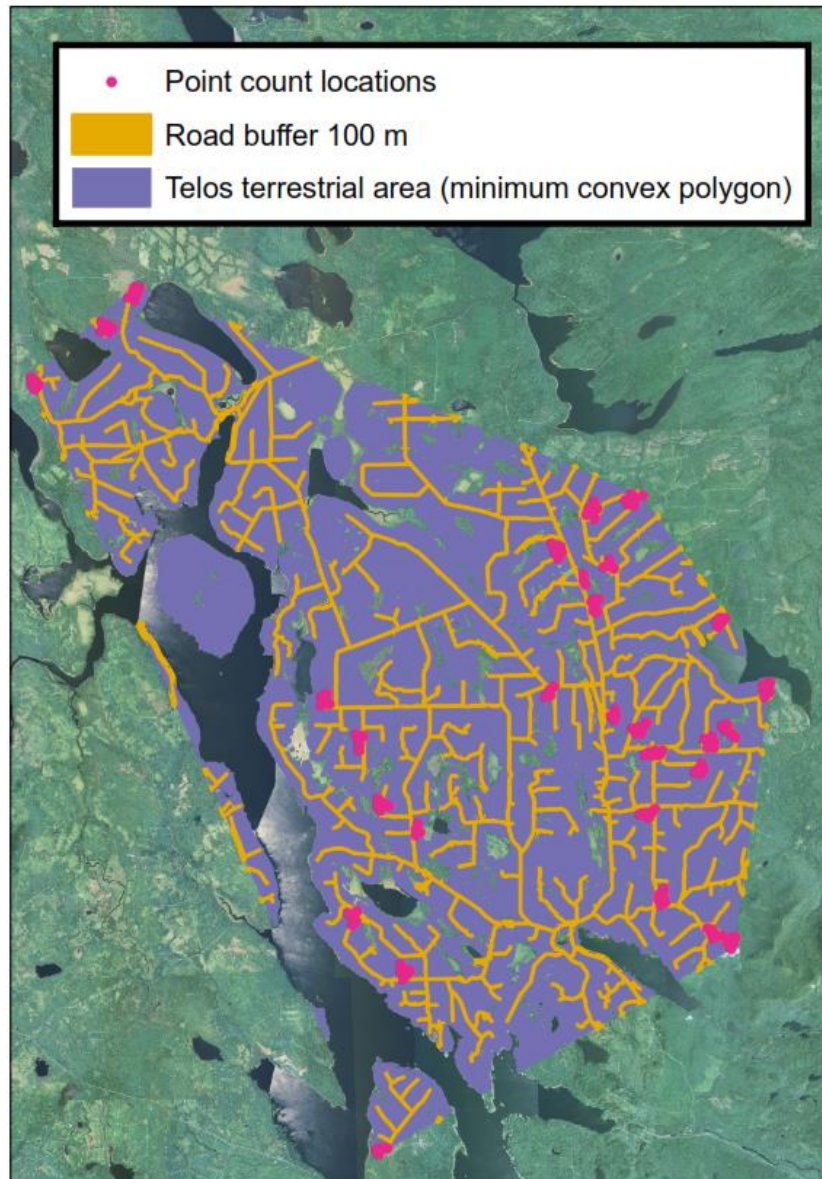 Point count locations
Road buffer 100 m
Telos terrestrial area (minimum convex polygon)